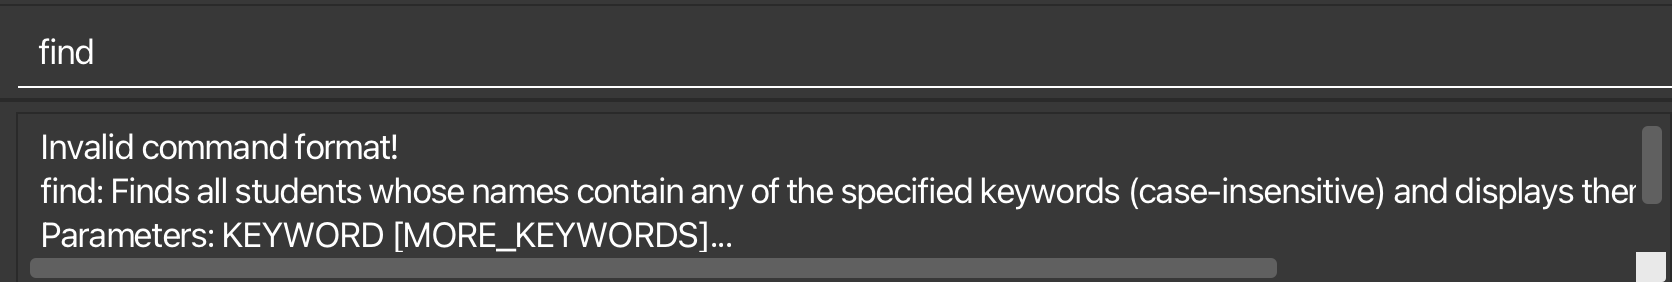 find
Invalid command format!
find: Finds all students whose names contain any of the specified keywords (case-insensitive) and displays
Parameters: KEYWORD [MORE_KEYWORDS]...